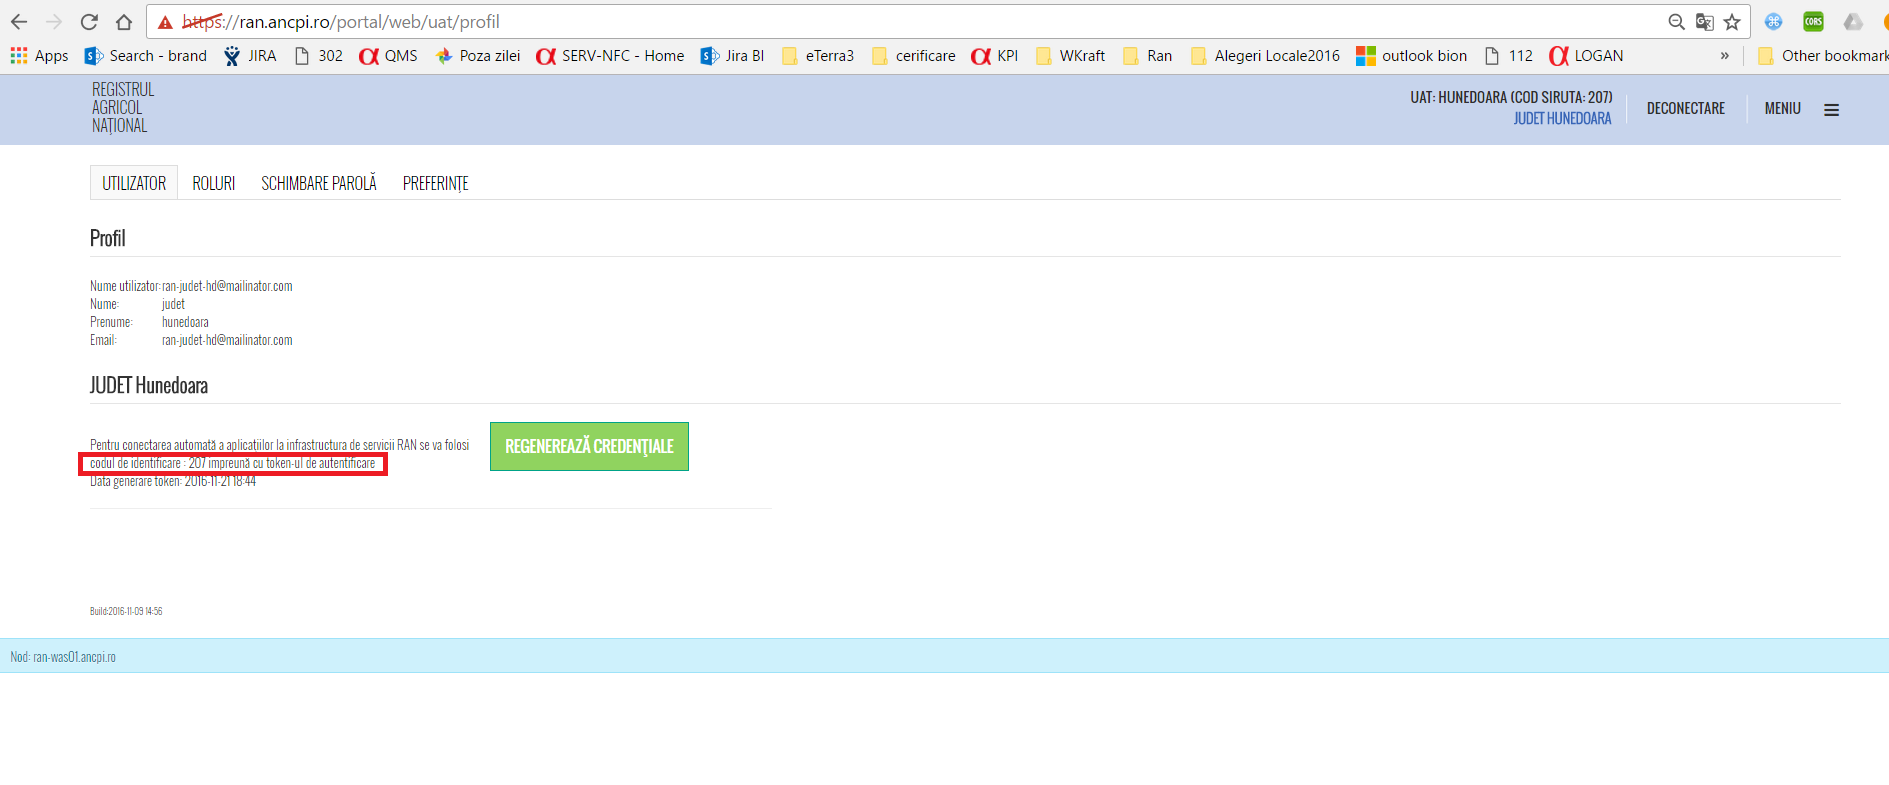 https://ran.ancpi.ro/portal/web/uat/profil
CORS
Apps Search - brand JIRA 302 QMS Poza zilei SERV-NFC - Home Jira BI eTerra3 cerificare KPI WKraft Ran Alegeri Locale2016 outlook bion 112 LOGAN » Other bookmark
REGISTRUL
AGRICOL
NAȚIONAL
UAT: HUNEDOARA (COD SIRUTA: 207)
JUDET HUNEDOARA
DECONECTARE
MENIU
UTILIZATOR ROLURI SCHIMBARE PAROLĂ PREFERINȚE
Profil
Nume utilizator: ran-judet-hd@mailinator.com
Nume: judet
Prenume: hunedoara
Email: ran-judet-hd@mailinator.com
JUDET Hunedoara
Pentru conectarea automată a aplicatiilor la infrastructura de servicii RAN se va folosi
codul de identificare : 207 impreună cu token-ul de autentificare
Data generare token: 2016-11-21 18:44
REGENEREAZĂ CREDENȚIALE
Build:2016-11-09 14:56
Nod: ran-was01.ancpi.ro